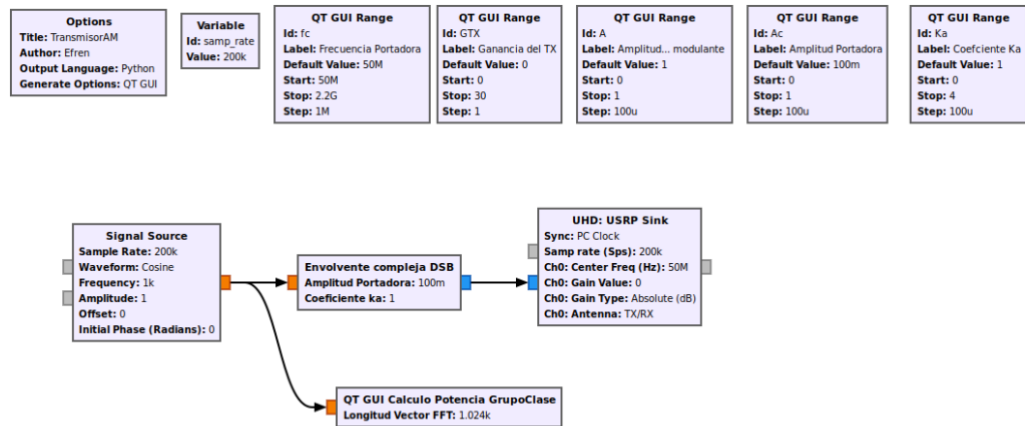 Options
Title: TransmisorAM
Author: Efren
Output Language: Python
Generate Options: QT GUI
Variable
Id: samp_rate
Value: 200k
QT GUI Range
Id: fc
Label: Frecuencia Portadora
Default Value: 50M
Start: 50M
Stop: 2.2G
Step: 1M
QT GUI Range
Id: GTX
Label: Ganancia del TX
Default Value: 0
Start: 0
Stop: 30
Step: 1
QT GUI Range
Id: A
Label: Amplitud... modulante
Default Value: 1
Start: 0
Stop: 1
Step: 100u
QT GUI Range
Id: Ac
Label: Amplitud Portadora
Default Value: 100m
Start: 0
Stop: 1
Step: 100u
QT GUI Range
Id: Ka
Label: Coefciente Ka
Default Value: 1
Start: 0
Stop: 4
Step: 100u
Signal Source
Sample Rate: 200k
Waveform: Cosine
Frequency: 1k
Amplitude: 1
Offset: 0
Initial Phase (Radians): 0
Envolvente compleja DSB
Amplitud Portadora: 100m
Coeficiente ka: 1
UHD: USRP Sink
Sync: PC Clock
Samp rate (Sps): 200k
Ch0: Center Freq (Hz): 50M
Ch0: Gain Value: 0
Ch0: Gain Type: Absolute (dB)
Ch0: Antenna: TX/RX
QT GUI Calculo Potencia GrupoClase
Longitud Vector FFT: 1.024k